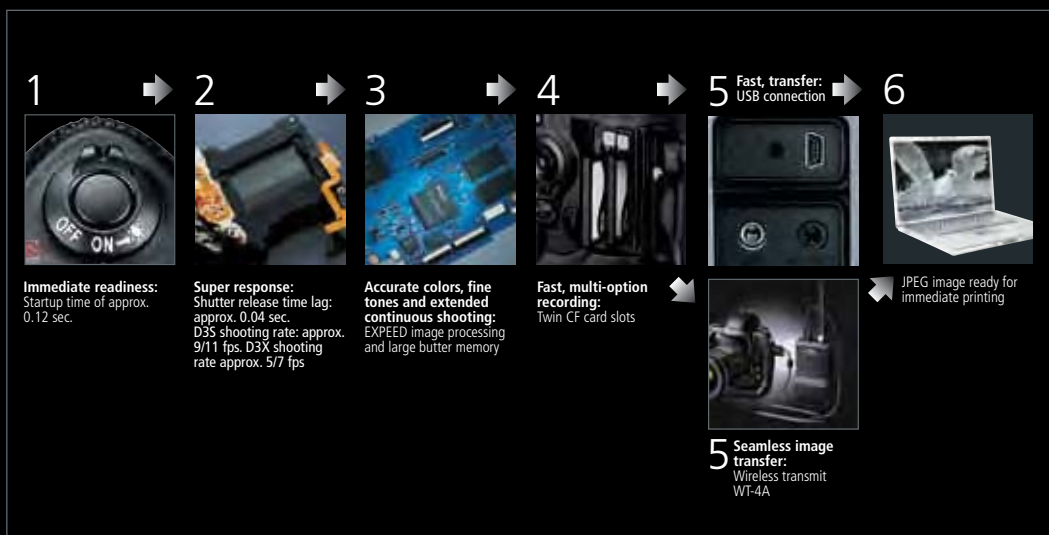 1
2
3
4
5 Fast, transfer:
USB connection
6
OFF ON
Immediate readiness:
Startup time of approx.
0.12 sec.
Super response:
Shutter release time lag:
approx. 0.04 sec.
D3S shooting rate: approx.
9/11 fps. D3X shooting
rate approx. 5/7 fps
Accurate colors, fine
tones and extended
continuous shooting:
EXPEED image processing
and large butter memory
Fast, multi-option
recording:
Twin CF card slots
JPEG image ready for
immediate printing
5 Seamless image
transfer:
Wireless transmit
WT-4A